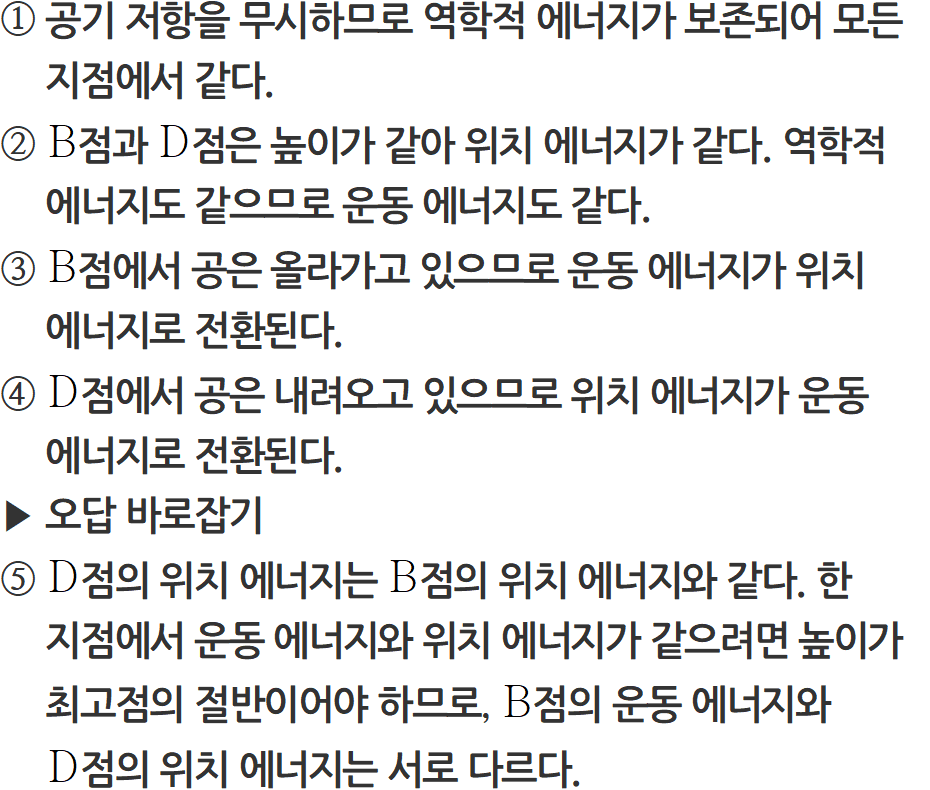 ① 공기 저항을 무시하므로 역학적 에너지가 보존되어 모든
지점에서 같다.
② B점과 D점은 높이가 같아 위치 에너지가 같다. 역학적
에너지도 같으므로 운동 에너지도 같다.
③ B점에서 공은 올라가고 있으므로 운동 에너지가 위치
에너지로 전환된다.
④ D점에서 공은 내려오고 있으므로 위치 에너지가 운동
에너지로 전환된다.
▶ 오답 바로잡기
⑤ D점의 위치 에너지는 B점의 위치 에너지와 같다. 한
지점에서 운동 에너지와 위치 에너지가 같으려면 높이가
최고점의 절반이어야 하므로, B점의 운동 에너지와
D점의 위치 에너지는 서로 다르다.